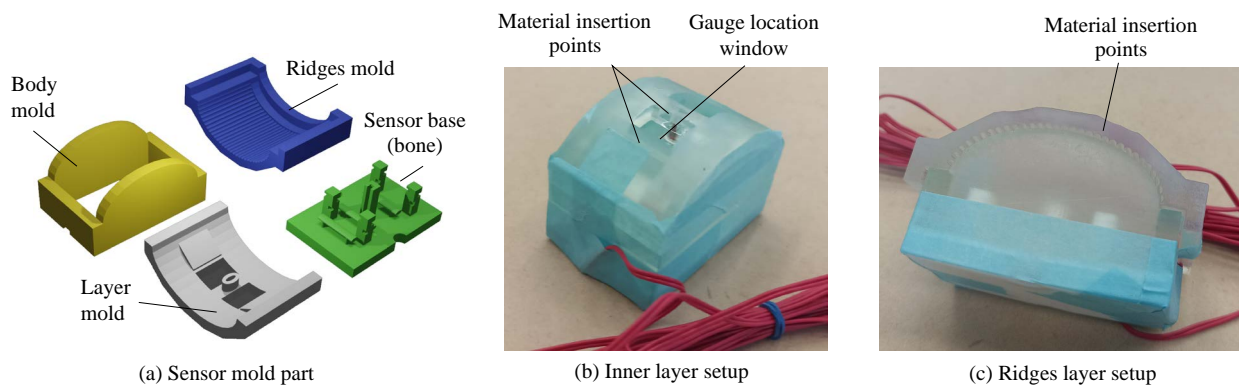 Body
mold
Ridges mold
Sensor base
(bone)
Layer
mold
(a) Sensor mold part
Material insertion
points
Gauge location
window
(b) Inner layer setup
Material insertion
points
(c) Ridges layer setup